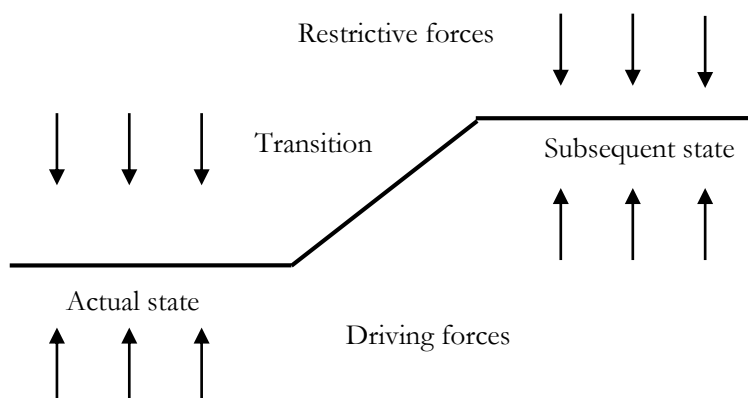 Restrictive forces
Transition
Subsequent state
Actual state
Driving forces